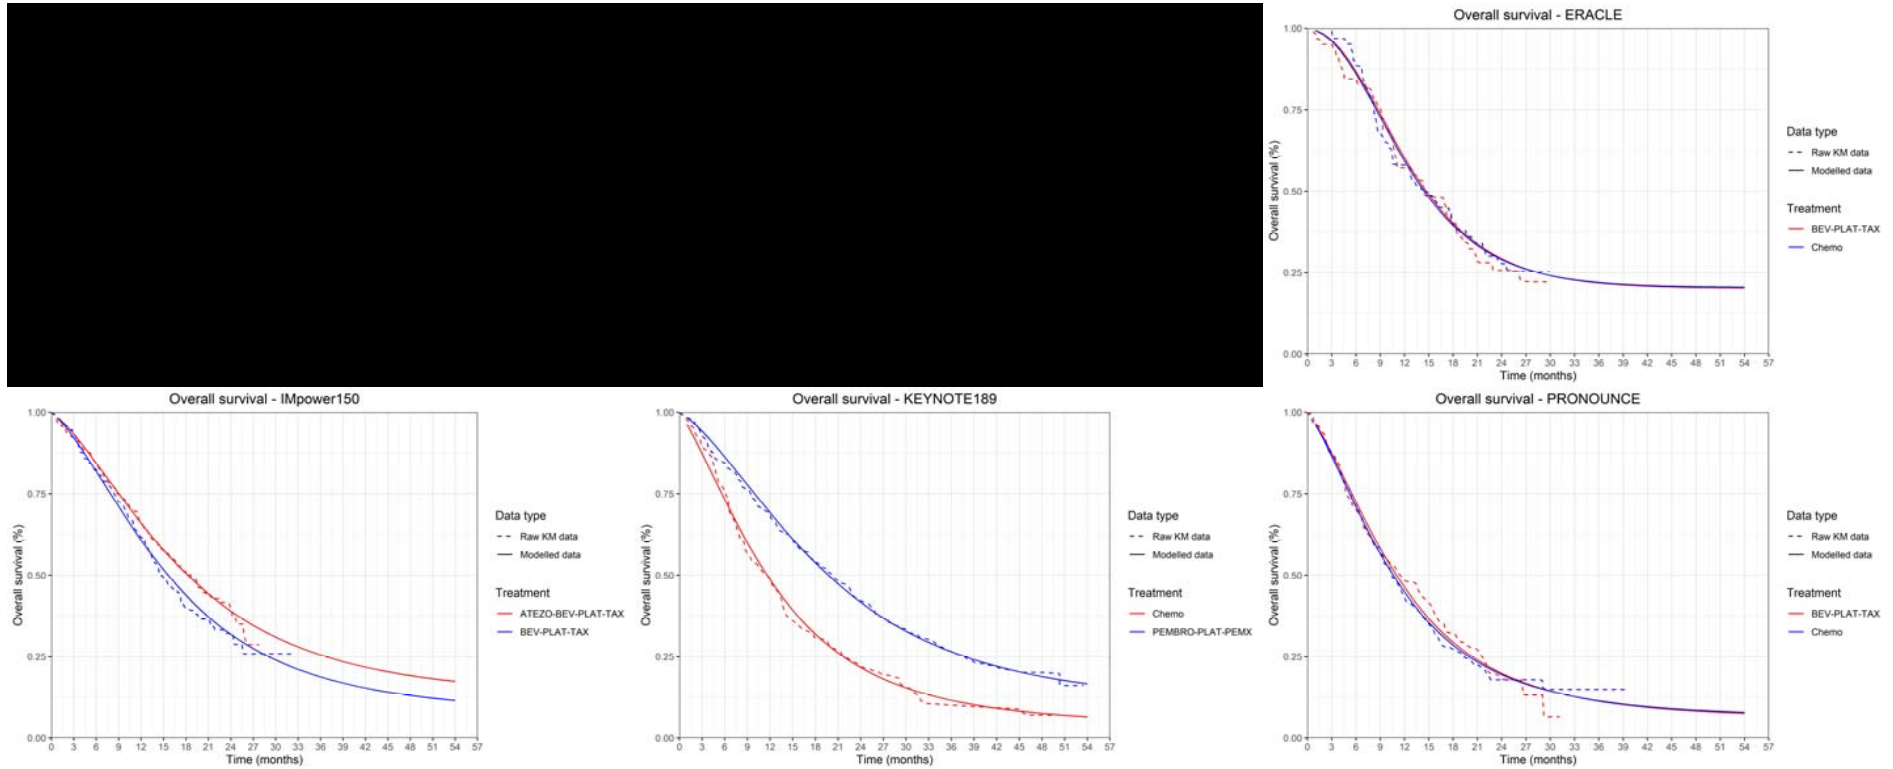 Overall survival - ERACLE
Overall survival (%)
1.00
0.75
0.50
0.25
0.00
0 3 6 9 12 15 18 21 24 27 30 33 36 39 42 45 48 51 54 57
Time (months)
Data type
Raw KM data
Modelled data
Treatment
BEV-PLAT-TAX
Chemo
Overall survival - IMpower150
Overall survival (%)
1.00
0.75
0.50
0.25
0.00
0 3 6 9 12 15 18 21 24 27 30 33 36 39 42 45 48 51 54 57
Time (months)
Data type
Raw KM data
Modelled data
Treatment
ATEZO-BEV-PLAT-TAX
BEV-PLAT-TAX
Overall survival - KEYNOTE189
Overall survival (%)
1.00
0.75
0.50
0.25
0.00
0 3 6 9 12 15 18 21 24 27 30 33 36 39 42 45 48 51 54 57
Time (months)
Data type
Raw KM data
Modelled data
Treatment
Chemo
PEMBRO-PLAT-PEMX
Overall survival - PRONOUNCE
Overall survival (%)
1.00
0.75
0.50
0.25
0.00
0 3 6 9 12 15 18 21 24 27 30 33 36 39 42 45 48 51 54 57
Time (months)
Data type
Raw KM data
Modelled data
Treatment
BEV-PLAT-TAX
Chemo